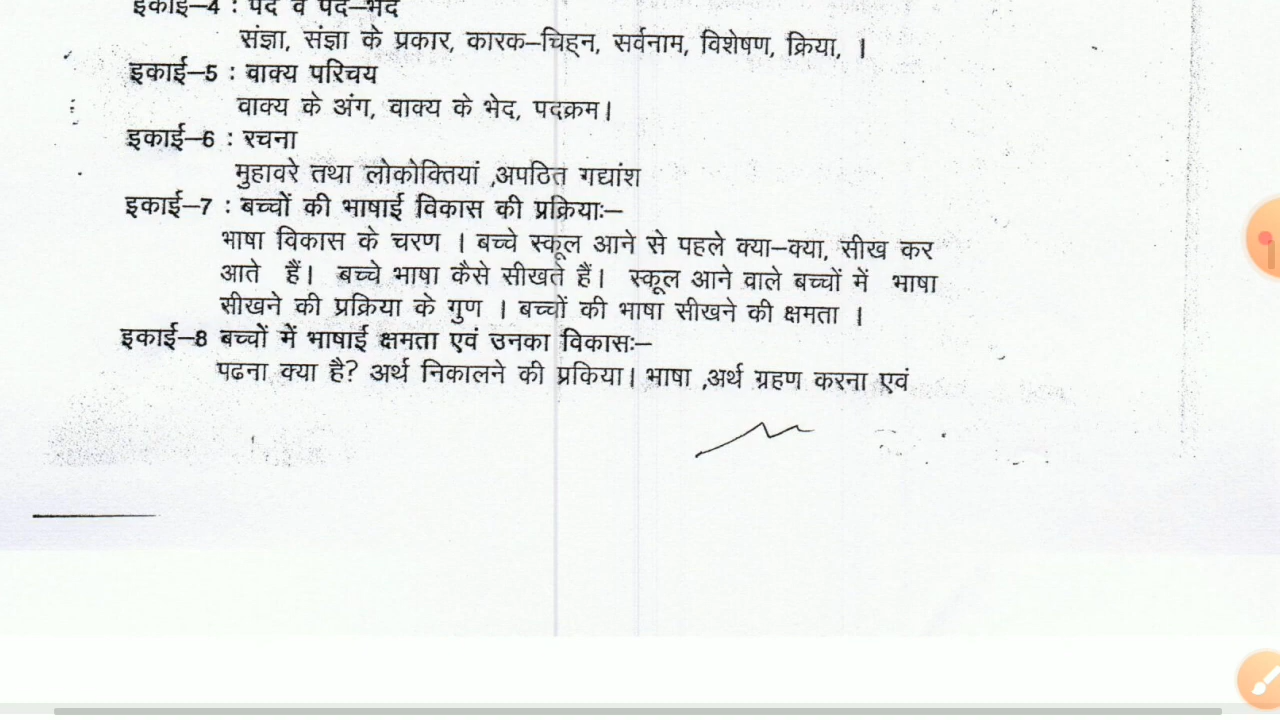 इकाई–4 : पद व पद–भेद
संज्ञा, संज्ञा के प्रकार, कारक–चिह्न, सर्वनाम, विशेषण, क्रिया, ।
इकाई–5 : वाक्य परिचय
वाक्य के अंग, वाक्य के भेद, पदक्रम।
इकाई–6 : रचना
मुहावरे तथा लोकोक्तियां ,अपठित गद्यांश
इकाई–7 : बच्चों की भाषाई विकास की प्रक्रियाः–
भाषा विकास के चरण । बच्चे स्कूल आने से पहले क्या–क्या, सीख कर
आते हैं। बच्चे भाषा कैसे सीखते हैं। स्कूल आने वाले बच्चों में भाषा
सीखने की प्रक्रिया के गुण । बच्चों की भाषा सीखने की क्षमता ।
इकाई–8 बच्चों में भाषाई क्षमता एवं उनका विकासः–
पढना क्या है? अर्थ निकालने की प्रकिया। भाषा ,अर्थ ग्रहण करना एवं